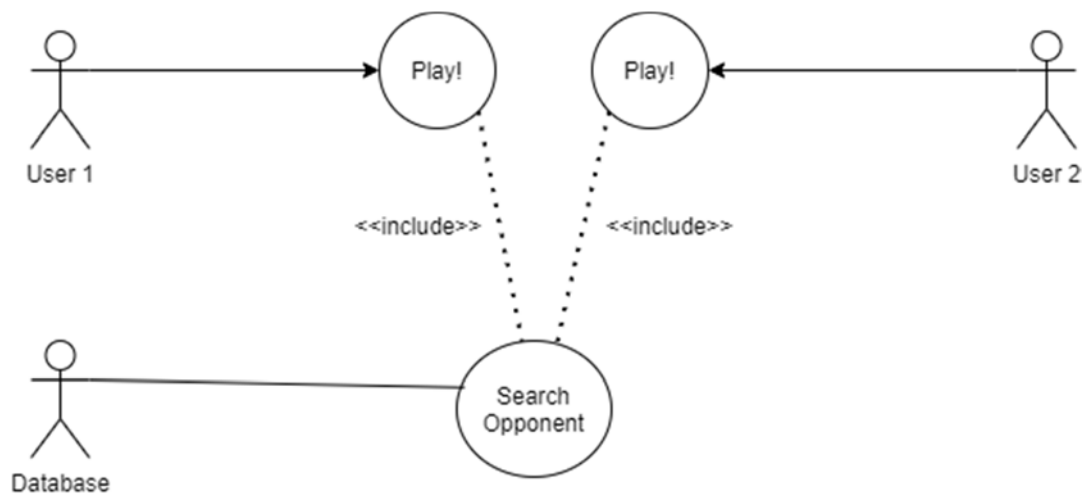 Play!
Play!
User 1
User 2
<<include>>
<<include>>
Search
Opponent
Database